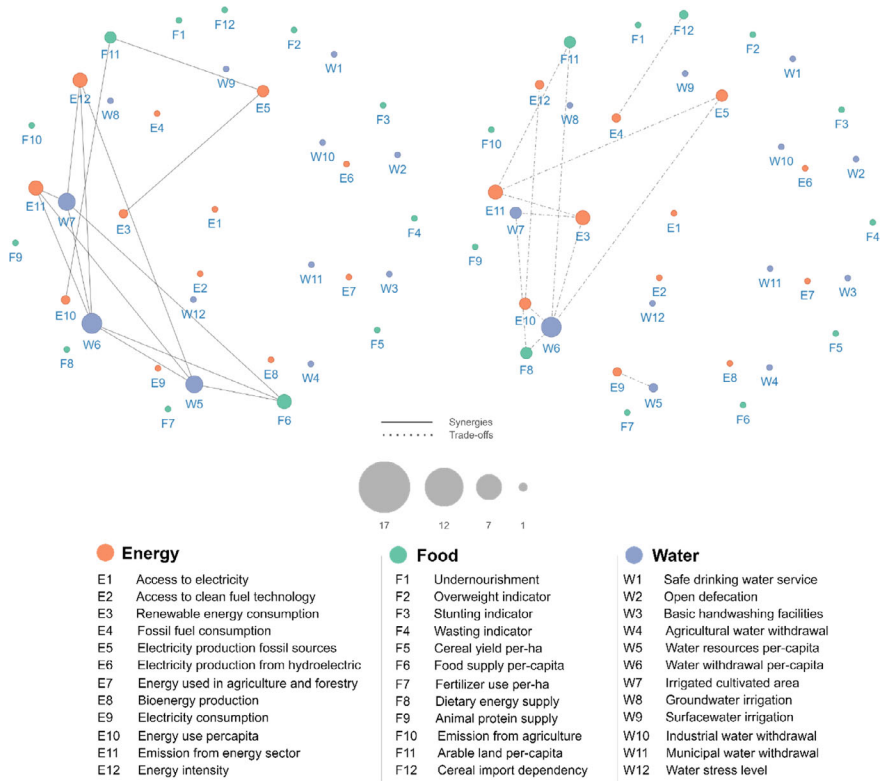 F12
F1
F11
F2
W1
W9
E12
E5
W8
E4
F3
F10
W10
W2
E6
E11
W7
E3
E1
F4
F9
W11
E2
E7
W3
E10
W12
W6
F5
F8
E8
W4
E9
W5
F7
F6
F12
F1
F11
F2
W1
W9
E12
E5
W8
E4
F3
F10
W10
W2
E6
E11
W7
E3
E1
F4
F9
W11
E2
E7
W3
E10
W12
W6
F5
F8
E8
W4
E9
W5
F7
F6
Synergies
Trade-offs
17 12 7 1
Energy
E1 Access to electricity
E2 Access to clean fuel technology
E3 Renewable energy consumption
E4 Fossil fuel consumption
E5 Electricity production fossil sources
E6 Electricity production from hydroelectric
E7 Energy used in agriculture and forestry
E8 Bioenergy production
E9 Electricity consumption
E10 Energy use percapita
E11 Emission from energy sector
E12 Energy intensity
Food
F1 Undernourishment
F2 Overweight indicator
F3 Stunting indicator
F4 Wasting indicator
F5 Cereal yield per-ha
F6 Food supply per-capita
F7 Fertilizer use per-ha
F8 Dietary energy supply
F9 Animal protein supply
F10 Emission from agriculture
F11 Arable land per-capita
F12 Cereal import dependency
Water
W1 Safe drinking water service
W2 Open defecation
W3 Basic handwashing facilities
W4 Agricultural water withdrawal
W5 Water resources per-capita
W6 Water withdrawal per-capita
W7 Irrigated cultivated area
W8 Groundwater irrigation
W9 Surfacewater irrigation
W10 Industrial water withdrawal
W11 Municipal water withdrawal
W12 Water stress level